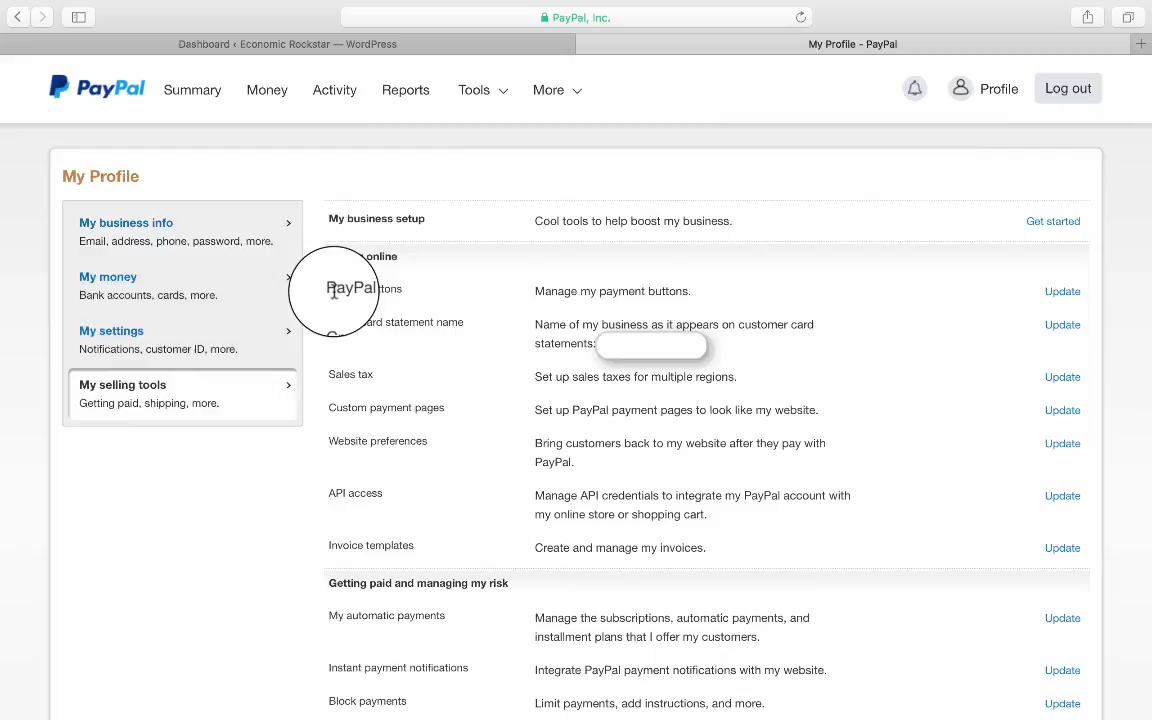 PayPal, Inc.
Dashboard ‹ Economic Rockstar — WordPress
My Profile - PayPal
PayPal
Summary
Money
Activity
Reports
Tools
More
Profile
Log out
My Profile
My business info
Email, address, phone, password, more.
My money
Bank accounts, cards, more.
My settings
Notifications, customer ID, more.
My selling tools
Getting paid, shipping, more.
My business setup
Cool tools to help boost my business.
Get started
online
PayPal
Manage my payment buttons.
Update
statement name
Name of my business as it appears on customer card
statements:
Update
Sales tax
Set up sales taxes for multiple regions.
Update
Custom payment pages
Set up PayPal payment pages to look like my website.
Update
Website preferences
Bring customers back to my website after they pay with
PayPal.
Update
API access
Manage API credentials to integrate my PayPal account with
my online store or shopping cart.
Update
Invoice templates
Create and manage my invoices.
Update
Getting paid and managing my risk
My automatic payments
Manage the subscriptions, automatic payments, and
installment plans that I offer my customers.
Update
Instant payment notifications
Integrate PayPal payment notifications with my website.
Update
Block payments
Limit payments, add instructions, and more.
Update